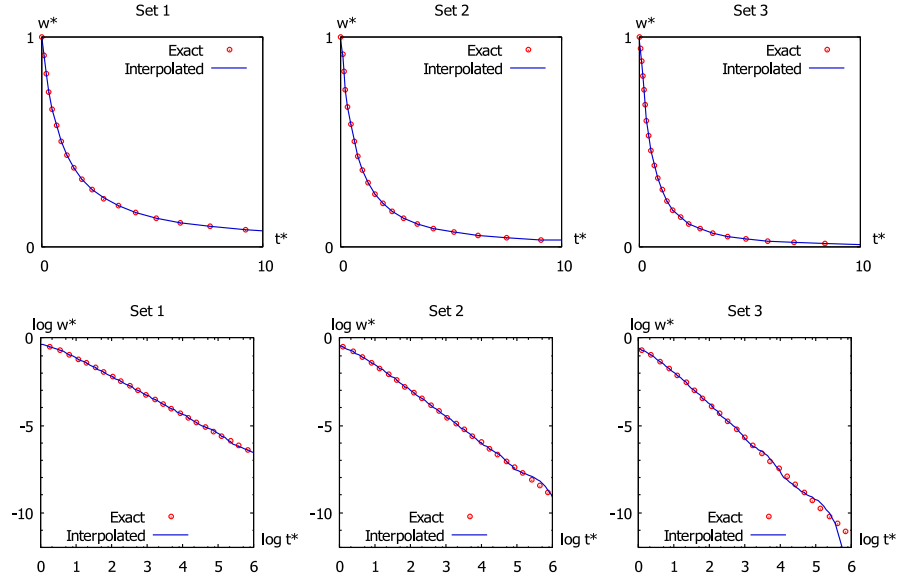 Set 1
w*
1
Exact
Interpolated
0
t*
0
10
Set 2
w*
1
Exact
Interpolated
0
t*
0
10
Set 3
w*
1
Exact
Interpolated
0
t*
0
10
Set 1
log w*
0
-5
-10
Exact
Interpolated
log t*
0 1 2 3 4 5 6
Set 2
log w*
0
-5
-10
Exact
Interpolated
log t*
0 1 2 3 4 5 6
Set 3
log w*
0
-5
-10
Exact
Interpolated
log t*
0 1 2 3 4 5 6